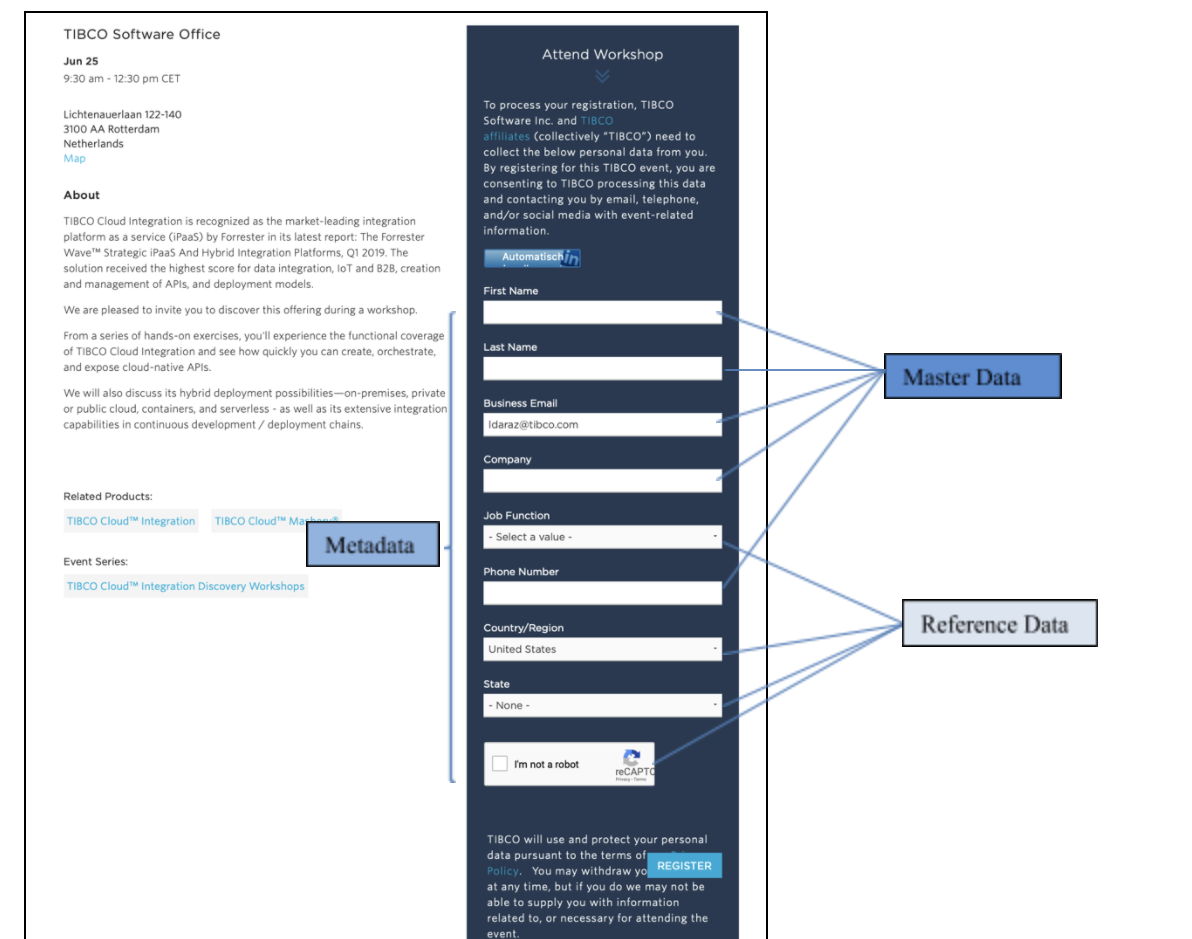 TIBCO Software Office
Jun 25
9:30 am - 12:30 pm CET
Lichtenauerlaan 122-140
3100 AA Rotterdam
Netherlands
Map
About
TIBCO Cloud Integration is recognized as the market-leading integration
platform as a service (iPaaS) by Forrester in its latest report: The Forrester
Wave™ Strategic iPaaS And Hybrid Integration Platforms, Q1 2019. The
solution received the highest score for data integration, IoT and B2B, creation
and management of APIs, and deployment models.
We are pleased to invite you to discover this offering during a workshop.
From a series of hands-on exercises, you'll experience the functional coverage
of TIBCO Cloud Integration and see how quickly you can create, orchestrate,
and expose cloud-native APIs.
We will also discuss its hybrid deployment possibilities—on-premises, private
or public cloud, containers, and serverless - as well as its extensive integration
capabilities in continuous development / deployment chains.
Related Products:
TIBCO Cloud™ Integration
TIBCO Cloud™ Mashery®
Event Series:
TIBCO Cloud™ Integration Discovery Workshops
Metadata
Attend Workshop
To process your registration, TIBCO
Software Inc. and TIBCO
affiliates (collectively “TIBCO”) need to
collect the below personal data from you.
By registering for this TIBCO event, you are
consenting to TIBCO processing this data
and contacting you by email, telephone,
and/or social media with event-related
information.
Automatisch
in
First Name
Last Name
Business Email
ldaraz@tibco.com
Company
Job Function
- Select a value -
Phone Number
Country/Region
United States
State
- None -
I'm not a robot
reCAPTC
Privacy - Terms
TIBCO will use and protect your personal
data pursuant to the terms of
Policy. You may withdraw yo
REGISTER
at any time, but if you do we may not be
able to supply you with information
related to, or necessary for attending the
event.
Master Data
Reference Data